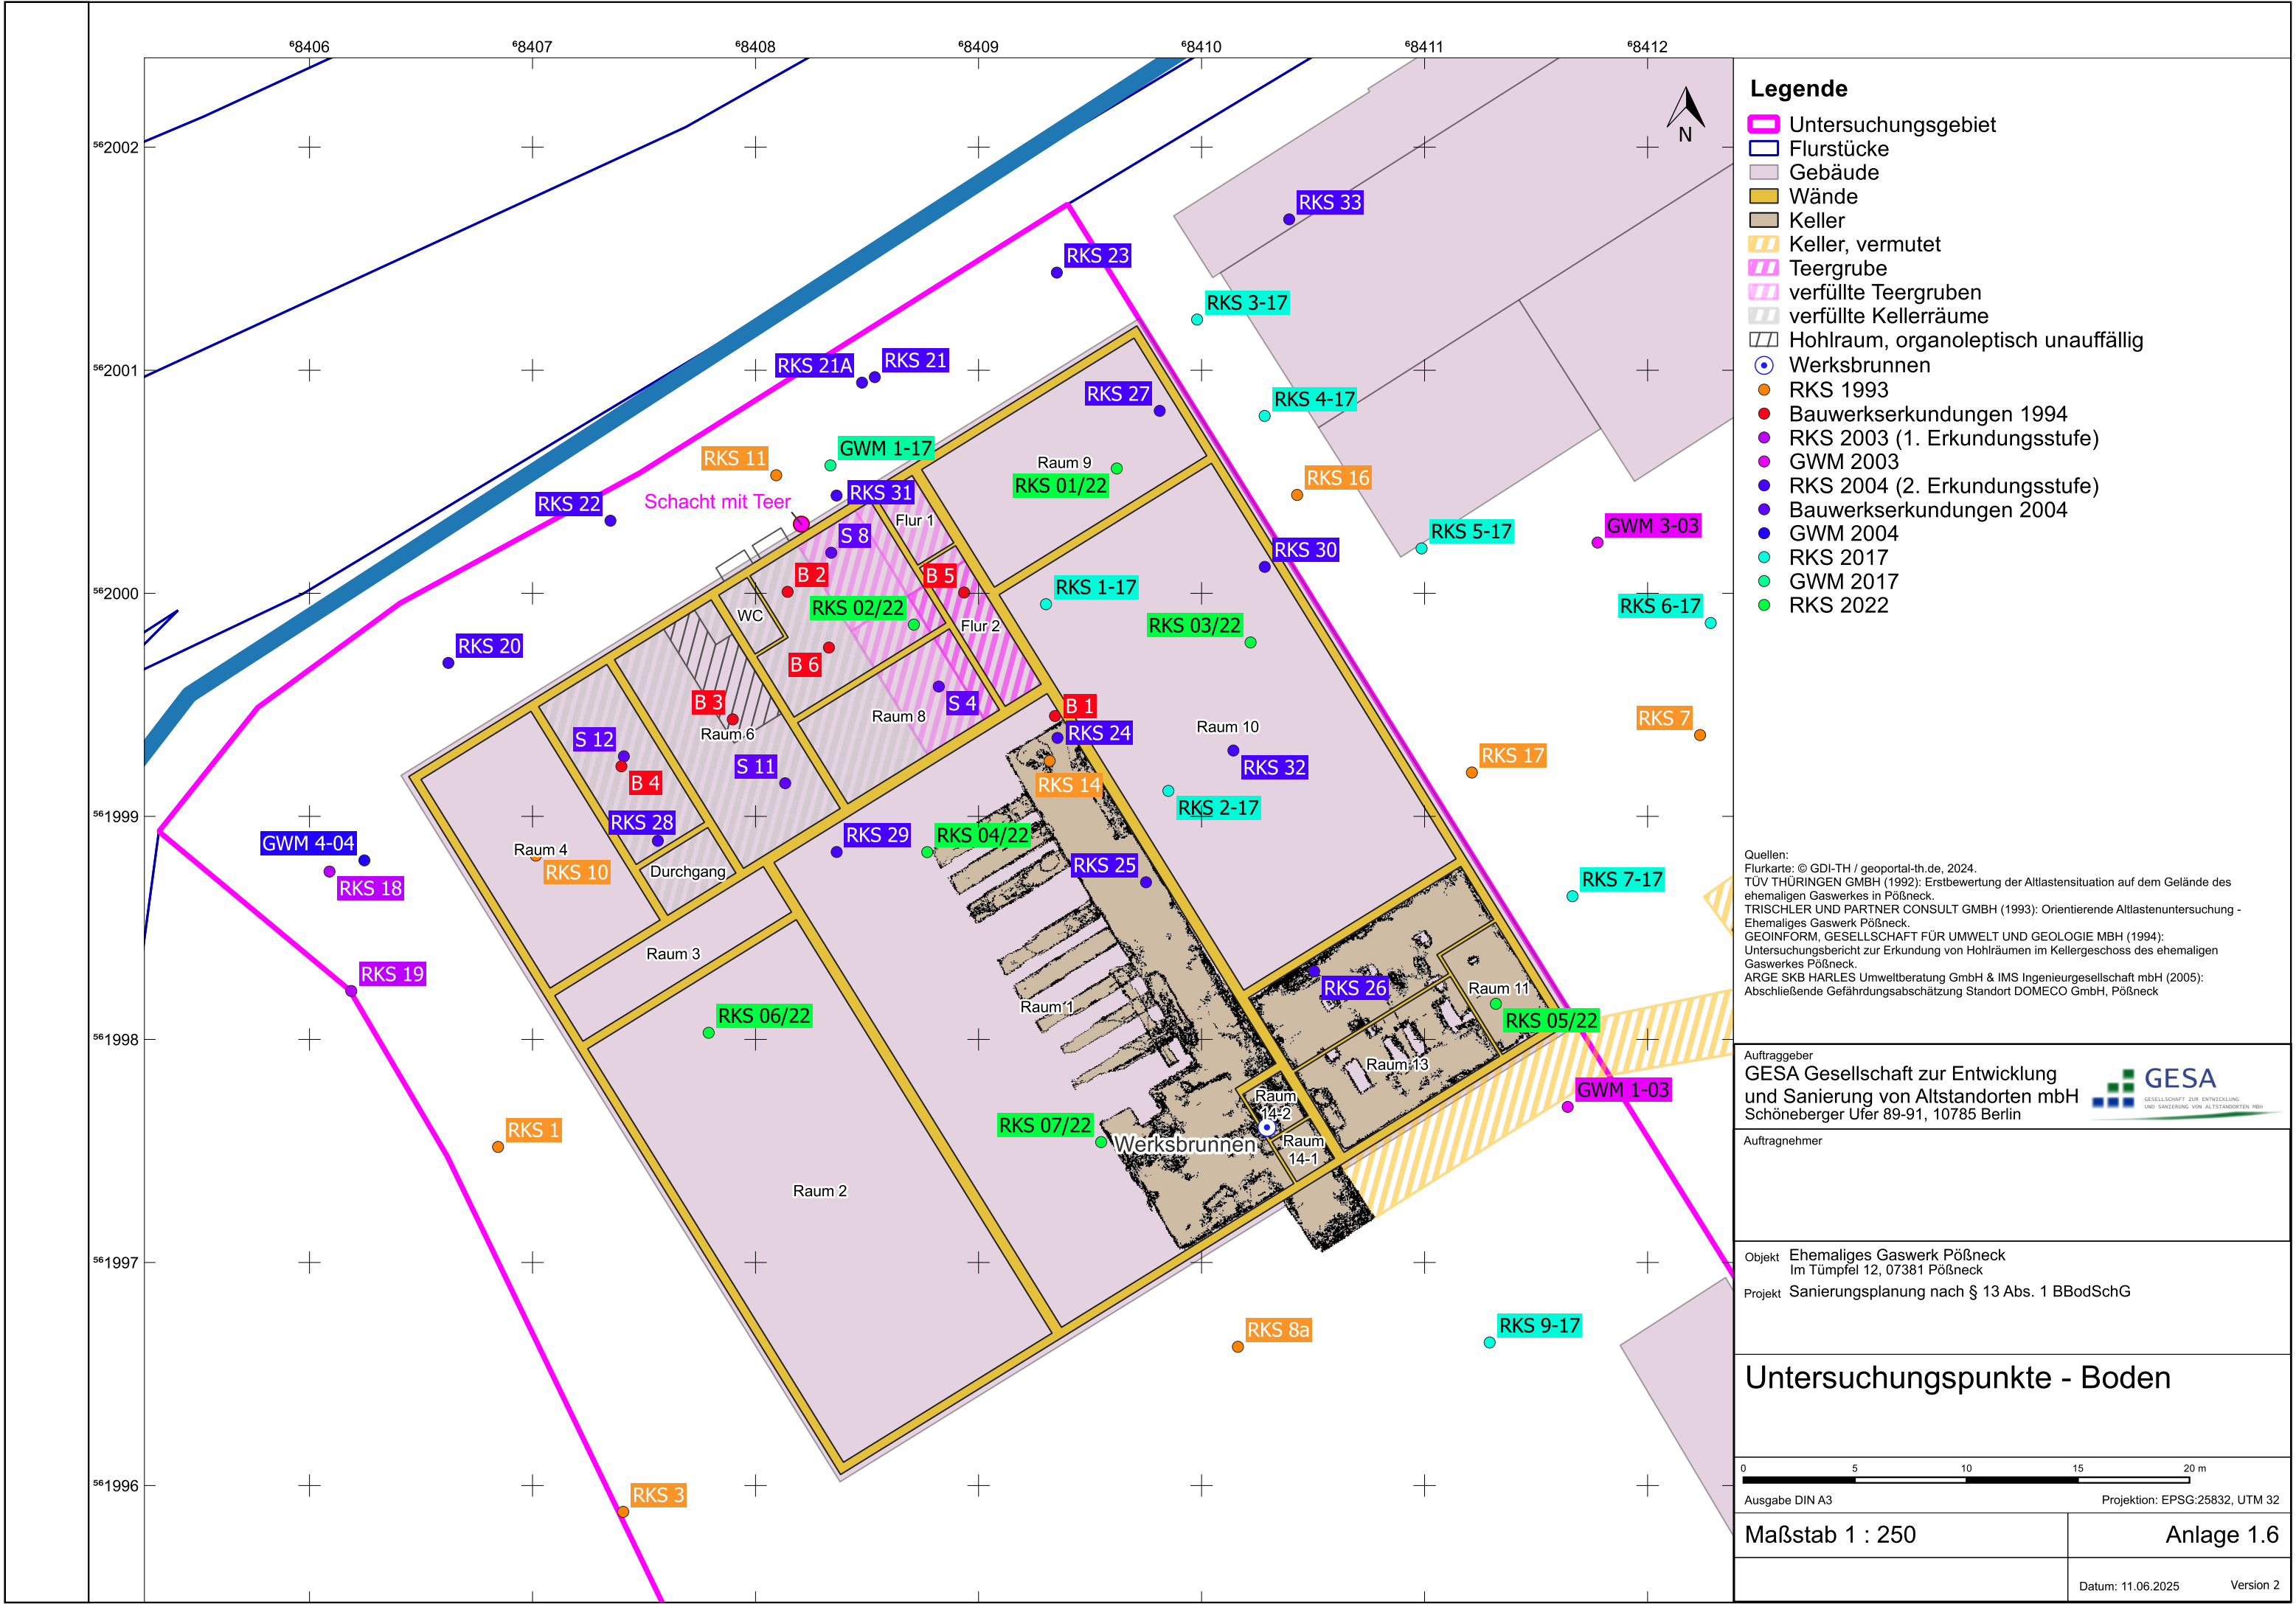 ⁶8406 ⁶8407 ⁶8408 ⁶8409 ⁶8410 ⁶8411 ⁶8412
⁵⁶2002
⁵⁶2001
⁵⁶2000
⁵⁶1999
⁵⁶1998
⁵⁶1997
⁵⁶1996
N
RKS 33
RKS 23
RKS 3-17
RKS 21A
RKS 21
RKS 27
RKS 4-17
RKS 11
GWM 1-17
Raum 9
RKS 01/22
RKS 16
RKS 22
Schacht mit Teer
RKS 31
Flur 1
S 8
RKS 5-17
GWM 3-03
RKS 30
B 2
B 5
RKS 1-17
RKS 02/22
WC
Flur 2
RKS 03/22
RKS 6-17
RKS 20
B 6
B 3
S 4
Raum 8
B 1
RKS 24
Raum 10
RKS 7
S 12
Raum 6
S 11
B 4
RKS 14
RKS 32
RKS 17
RKS 2-17
RKS 28
RKS 29
RKS 04/22
GWM 4-04
RKS 18
Raum 4
RKS 10
Durchgang
RKS 25
RKS 7-17
Raum 3
RKS 19
RKS 26
Raum 11
Raum 1
RKS 06/22
RKS 05/22
Raum 13
GWM 1-03
Raum
14-2
RKS 1
RKS 07/22
Werksbrunnen
Raum
14-1
Raum 2
RKS 8a
RKS 9-17
RKS 3
Legende
Untersuchungsgebiet
Flurstücke
Gebäude
Wände
Keller
Keller, vermutet
Teergrube
verfüllte Teergruben
verfüllte Kellerräume
Hohlraum, organoleptisch unauffällig
Werksbrunnen
RKS 1993
Bauwerkserkundungen 1994
RKS 2003 (1. Erkundungsstufe)
GWM 2003
RKS 2004 (2. Erkundungsstufe)
Bauwerkserkundungen 2004
GWM 2004
RKS 2017
GWM 2017
RKS 2022
Quellen:
Flurkarte: © GDI-TH / geoportal-th.de, 2024.
TÜV THÜRINGEN GMBH (1992): Erstbewertung der Altlastensituation auf dem Gelände des
ehemaligen Gaswerkes in Pößneck.
TRISCHLER UND PARTNER CONSULT GMBH (1993): Orientierende Altlastenuntersuchung -
Ehemaliges Gaswerk Pößneck.
GEOINFORM, GESELLSCHAFT FÜR UMWELT UND GEOLOGIE MBH (1994):
Untersuchungsbericht zur Erkundung von Hohlräumen im Kellergeschoss des ehemaligen
Gaswerkes Pößneck.
ARGE SKB HARLES Umweltberatung GmbH & IMS Ingenieurgesellschaft mbH (2005):
Abschließende Gefährdungsabschätzung Standort DOMECO GmbH, Pößneck
Auftraggeber
GESA Gesellschaft zur Entwicklung
und Sanierung von Altstandorten mbH
Schöneberger Ufer 89-91, 10785 Berlin
GESA
GESELLSCHAFT ZUR ENTWICKLUNG
UND SANIERUNG VON ALTSTANDORTEN MBH
Auftragnehmer
Objekt Ehemaliges Gaswerk Pößneck
Im Tümpfel 12, 07381 Pößneck
Projekt Sanierungsplanung nach § 13 Abs. 1 BBodSchG
Untersuchungspunkte - Boden
0 5 10 15 20 m
Ausgabe DIN A3 Projektion: EPSG:25832, UTM 32
Maßstab 1 : 250 Anlage 1.6
Datum: 11.06.2025 Version 2